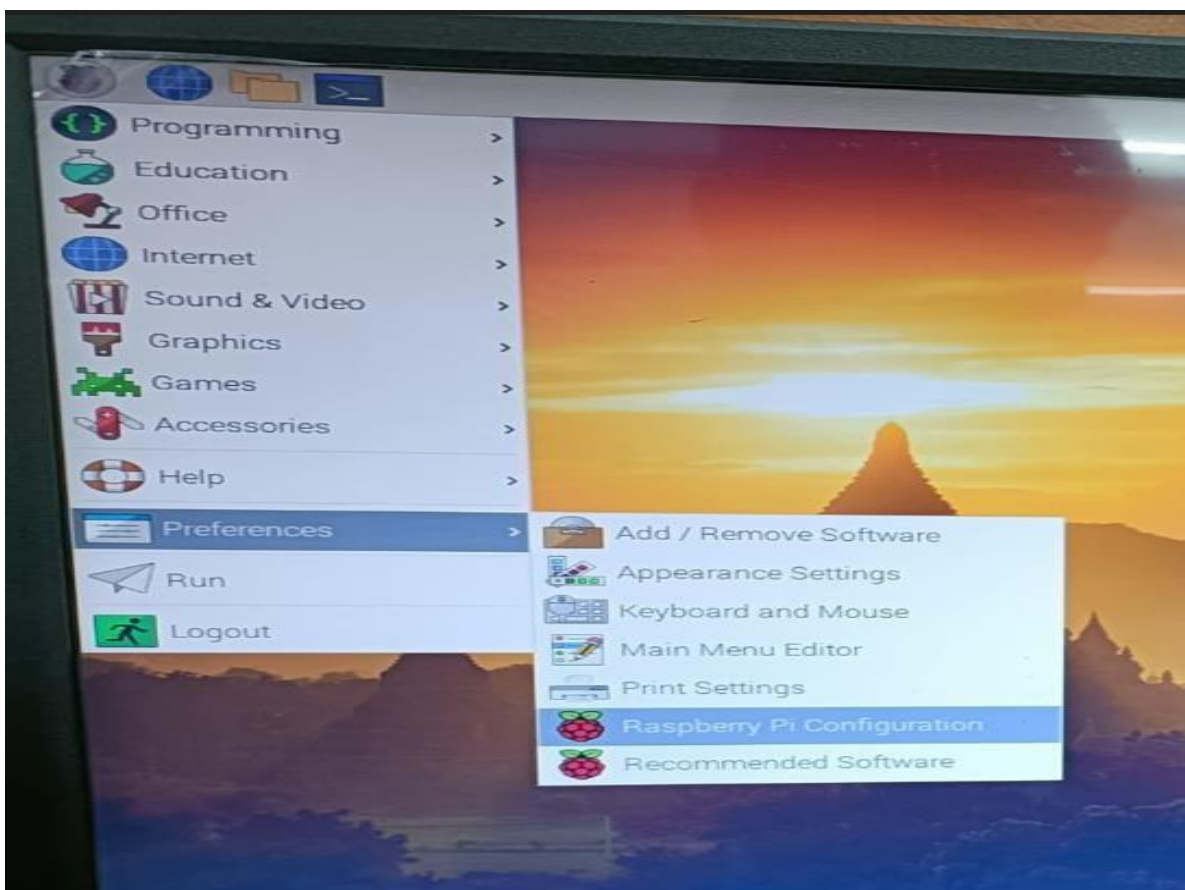 >_
Programming
Education
Office
Internet
Sound & Video
Graphics
Games
Accessories
Help
Preferences
Run
Logout
Add / Remove Software
Appearance Settings
Keyboard and Mouse
Main Menu Editor
Print Settings
Raspberry Pi Configuration
Recommended Software